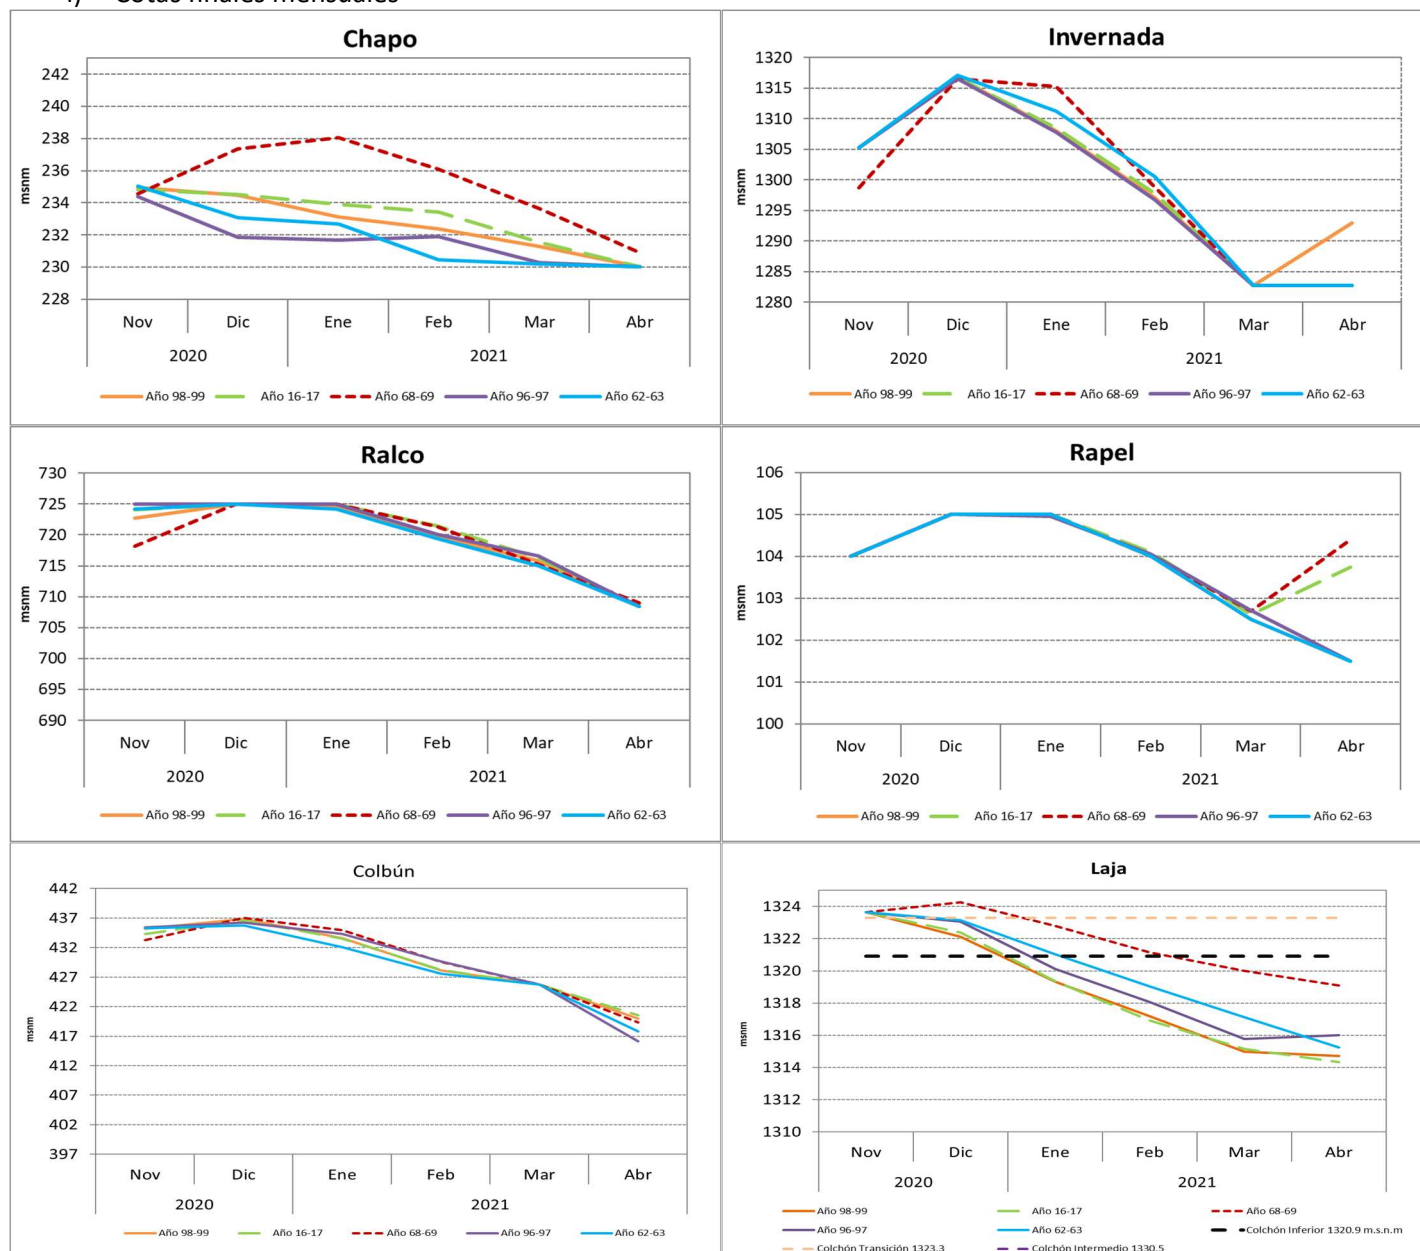 Cotas finales mensuales
Chapo
242
240
238
236
234
232
230
228
msnm
Nov Dic Ene Feb Mar Abr
2020 2021
Año 98-99 Año 16-17 Año 68-69 Año 96-97 Año 62-63
Invernada
1320
1315
1310
1305
1300
1295
1290
1285
1280
msnm
Nov Dic Ene Feb Mar Abr
2020 2021
Año 98-99 Año 16-17 Año 68-69 Año 96-97 Año 62-63
Ralco
730
725
720
715
710
705
700
695
690
msnm
Nov Dic Ene Feb Mar Abr
2020 2021
Año 98-99 Año 16-17 Año 68-69 Año 96-97 Año 62-63
Rapel
106
105
104
103
102
101
100
msnm
Nov Dic Ene Feb Mar Abr
2020 2021
Año 98-99 Año 16-17 Año 68-69 Año 96-97 Año 62-63
Colbún
442
437
432
427
422
417
412
407
402
397
msnm
Nov Dic Ene Feb Mar Abr
2020 2021
Año 98-99 Año 16-17 Año 68-69 Año 96-97 Año 62-63
Laja
1324
1322
1320
1318
1316
1314
1312
1310
msnm
Nov Dic Ene Feb Mar Abr
2020 2021
Año 98-99 Año 16-17 Año 68-69
Año 96-97 Año 62-63 Colchón Inferior 1320.9 m.s.n.m
Colchón Transición 1323.3 Colchón Intermedio 1330.5